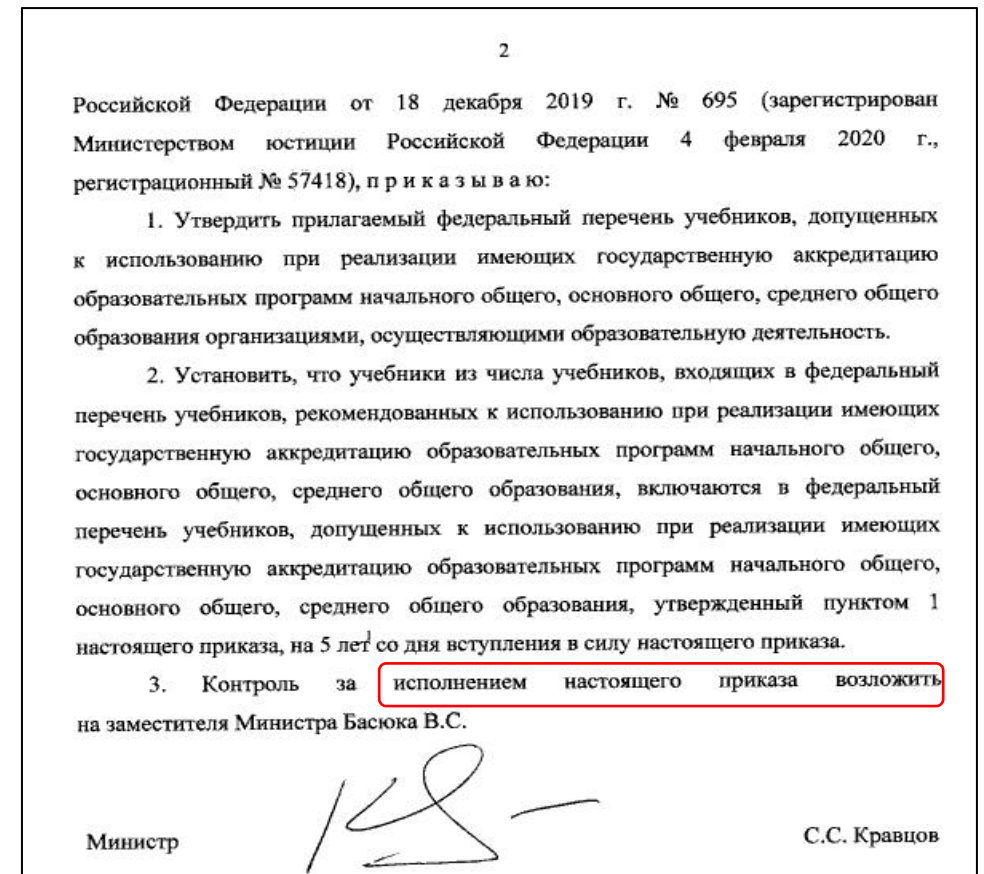 2
Российской Федерации от 18 декабря 2019 г. № 695 (зарегистрирован
Министерством юстиции Российской Федерации 4 февраля 2020 г.,
регистрационный № 57418), п р и к а з ы в а ю:
1. Утвердить прилагаемый федеральный перечень учебников, допущенных
к использованию при реализации имеющих государственную аккредитацию
образовательных программ начального общего, основного общего, среднего общего
образования организациями, осуществляющими образовательную деятельность.
2. Установить, что учебники из числа учебников, входящих в федеральный
перечень учебников, рекомендованных к использованию при реализации имеющих
государственную аккредитацию образовательных программ начального общего,
основного общего, среднего общего образования, включаются в федеральный
перечень учебников, допущенных к использованию при реализации имеющих
государственную аккредитацию образовательных программ начального общего,
основного общего, среднего общего образования, утвержденный пунктом 1
настоящего приказа, на 5 лет¹ со дня вступления в силу настоящего приказа.
3. Контроль за исполнением настоящего приказа возложить
на заместителя Министра Басюка В.С.
Министр
С.С. Кравцов